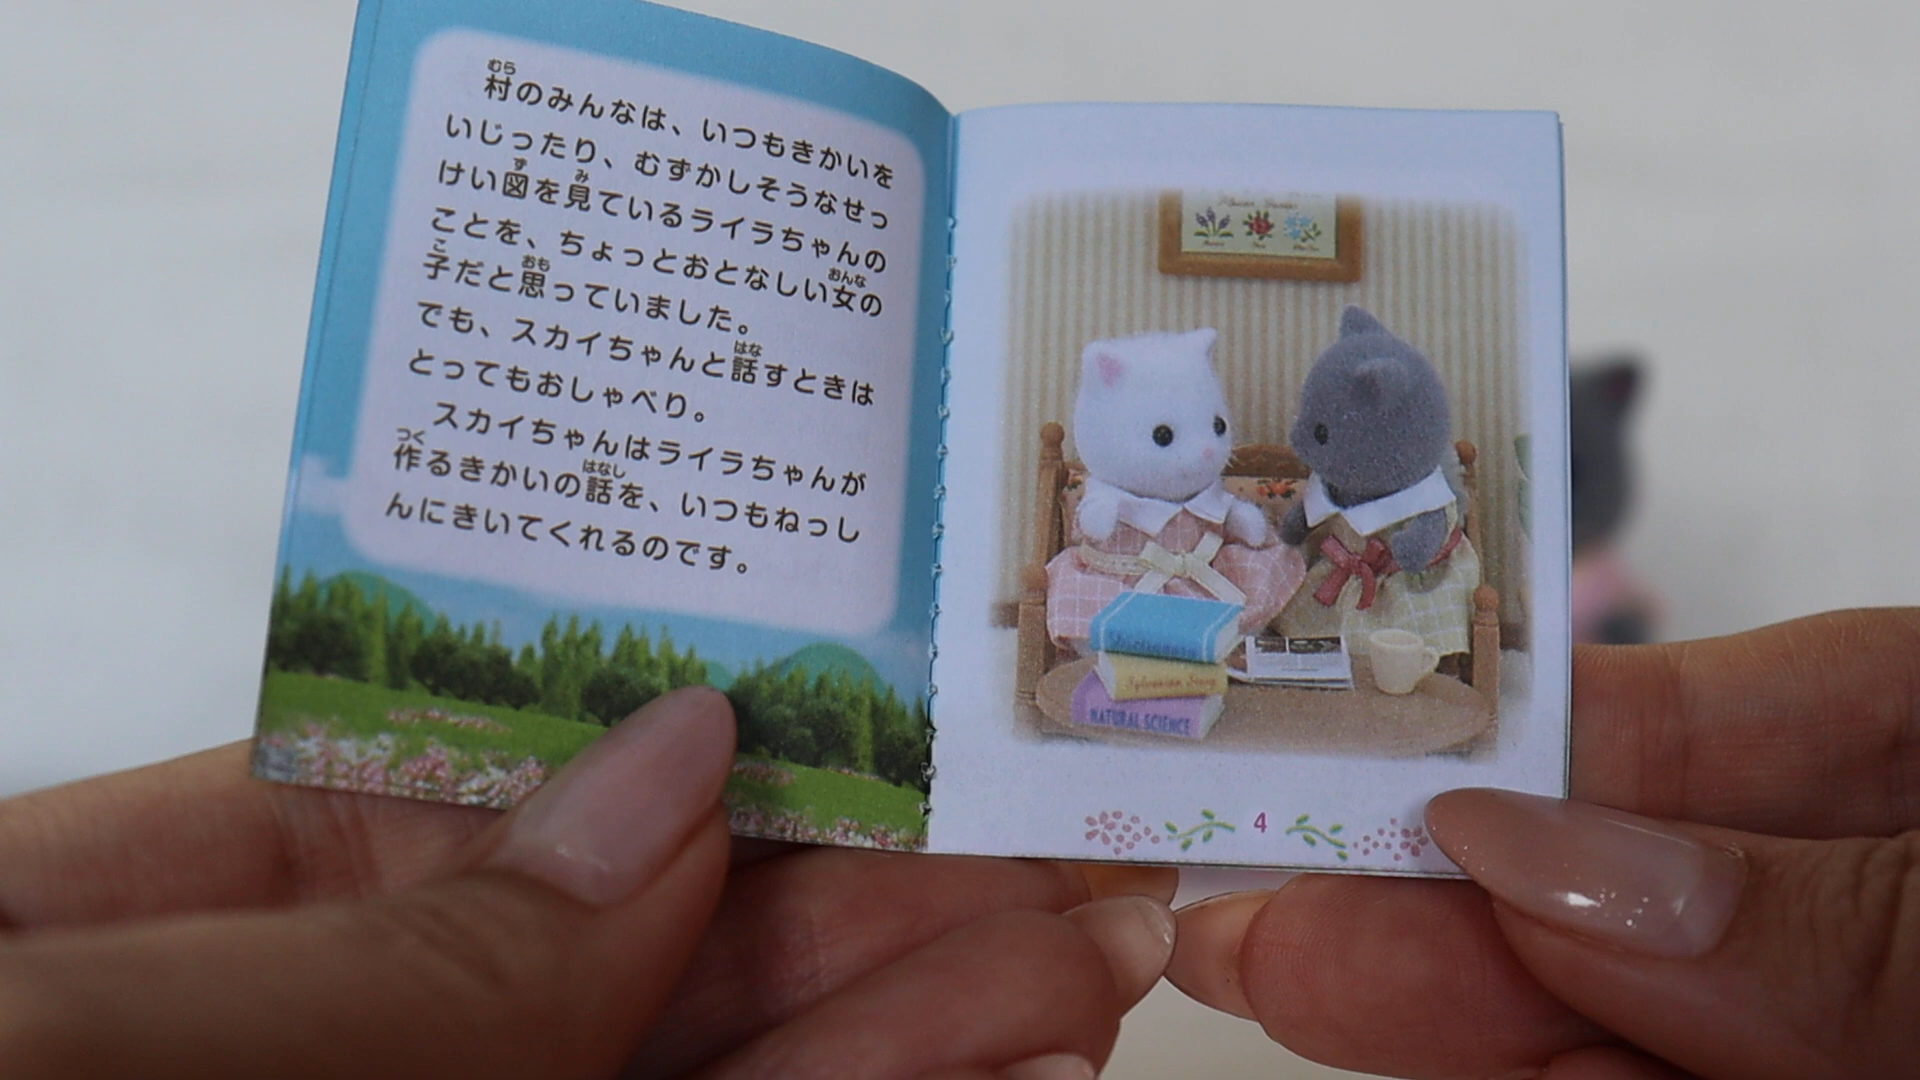 村のみんなは、いつもきかいを
いじったり、むずかしそうなせっ
けい図を見ているライラちゃんの
ことを、ちょっとおとなしい女の
子だと思っていました。
でも、スカイちゃんと話すときは
とってもおしゃべり。
スカイちゃんはライラちゃんが
作るきかいの話を、いつもねっし
んにきいてくれるのです。
Sylvanian Story
NATURAL SCIENCE
4